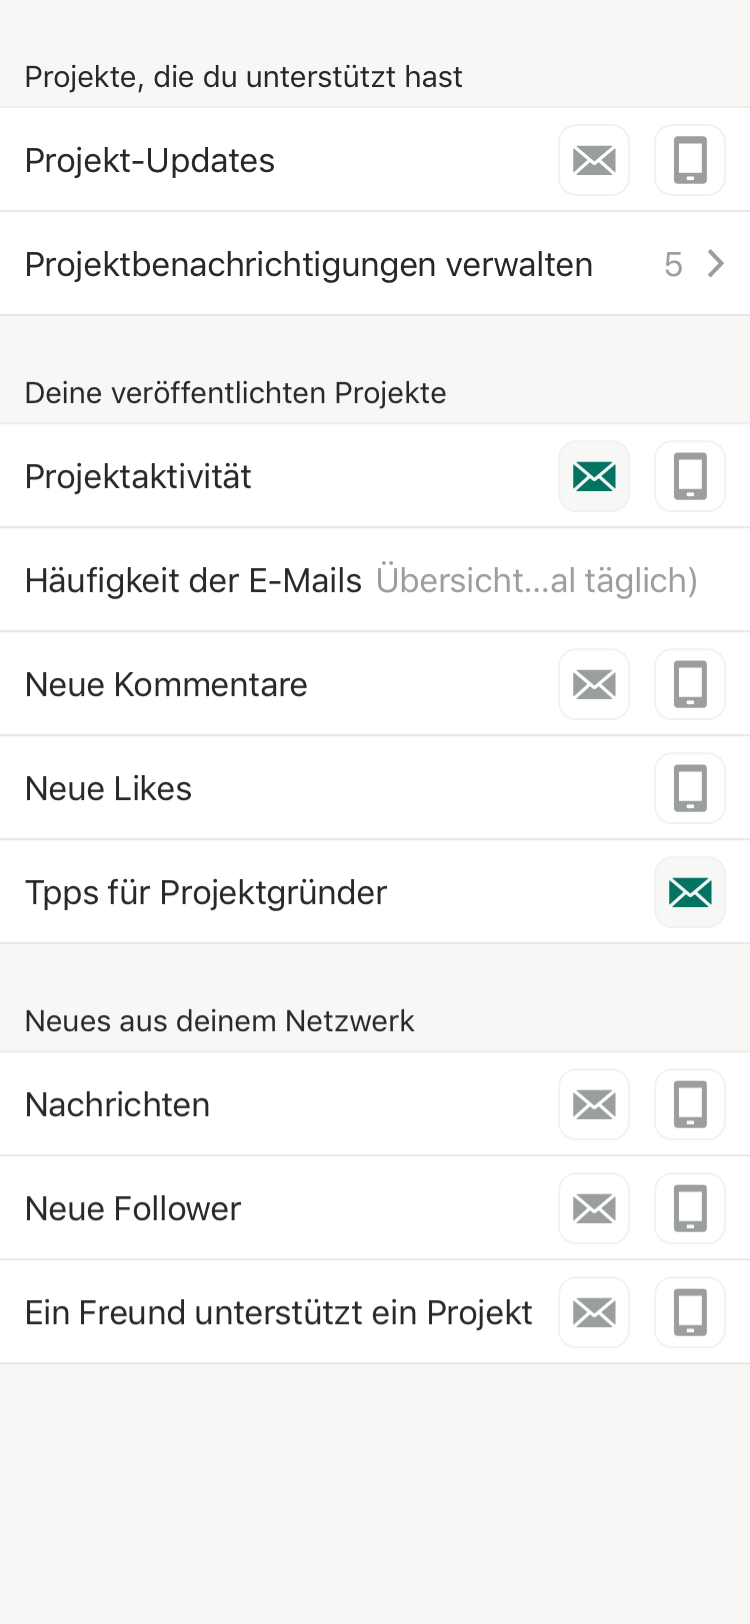 Projekte, die du unterstützt hast
Projekt-Updates
Projektbenachrichtigungen verwalten 5
Deine veröffentlichten Projekte
Projektaktivität
Häufigkeit der E-Mails Übersicht...al täglich)
Neue Kommentare
Neue Likes
Tpps für Projektgründer
Neues aus deinem Netzwerk
Nachrichten
Neue Follower
Ein Freund unterstützt ein Projekt